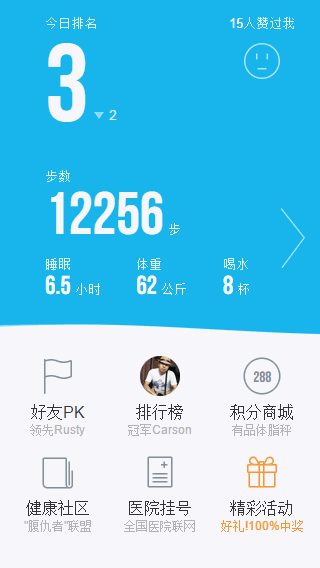 今日排名
15人赞过我
3
2
步数
12256 步
睡眠 体重 喝水
6.5 小时 62 公斤 8 杯
288
好友PK 排行榜 积分商城
领先Rusty 冠军Carson 有品体脂秤
健康社区 医院挂号 精彩活动
"腹仇者"联盟 全国医院联网 好礼!100%中奖